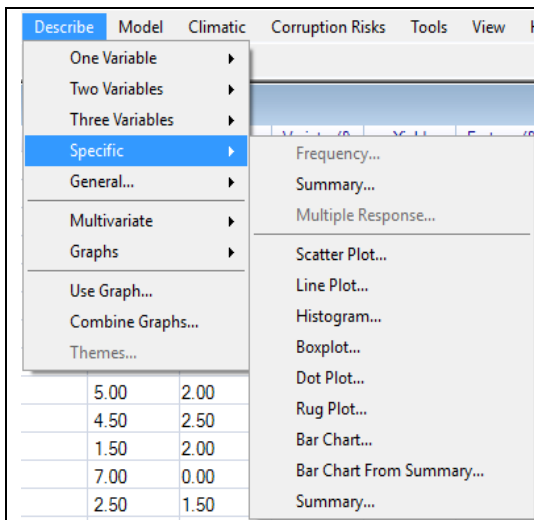 Describe Model Climatic Corruption Risks Tools View
One Variable
Two Variables
Three Variables
Specific
General...
Multivariate
Graphs
Use Graph...
Combine Graphs...
Themes...
Frequency...
Summary...
Multiple Response...
Scatter Plot...
Line Plot...
Histogram...
Boxplot...
Dot Plot...
Rug Plot...
Bar Chart...
Bar Chart From Summary...
Summary...
5.00 2.00
4.50 2.50
1.50 2.00
7.00 0.00
2.50 1.50